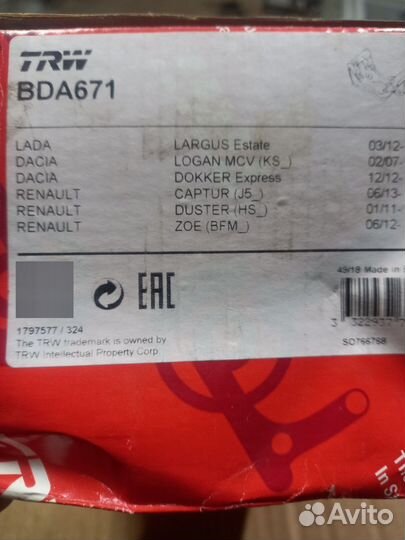 TRW
BDA671
LADA LARGUS Estate 03/12-
DACIA LOGAN MCV (KS_) 02/07-
DACIA DOKKER Express 12/12-
RENAULT CAPTUR (J5_) 06/13-
RENAULT DUSTER (HS_) 01/11-
RENAULT ZOE (BFM_) 06/12-
EAC
49/18 Made in
1797577 / 324
The TRW trademark is owned by
TRW Intellectual Property Corp.
SO766768
In
Avito